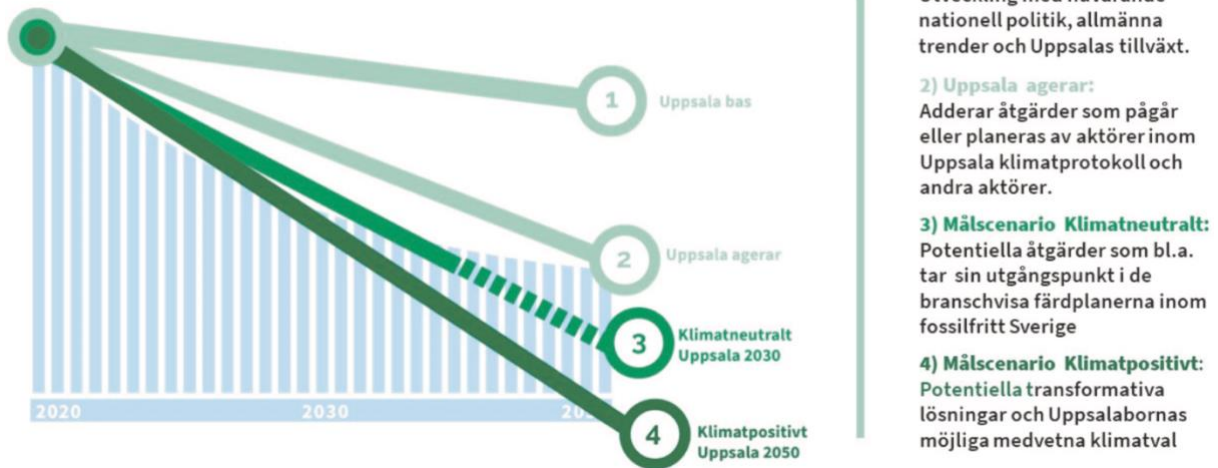 1
Uppsala bas
2
Uppsala agerar
3
Klimatneutralt
Uppsala 2030
4
Klimatpositivt
Uppsala 2050
2020
2030
nationell politik, allmänna
trender och Uppsalas tillväxt.
2) Uppsala agerar:
Adderar åtgärder som pågår
eller planeras av aktörer inom
Uppsala klimatprotokoll och
andra aktörer.
3) Målscenario Klimatneutralt:
Potentiella åtgärder som bl.a.
tar sin utgångspunkt i de
branschvisa färdplanerna inom
fossilfritt Sverige
4) Målscenario Klimatpositivt:
Potentiella transformativa
lösningar och Uppsalabornas
möjliga medvetna klimatval